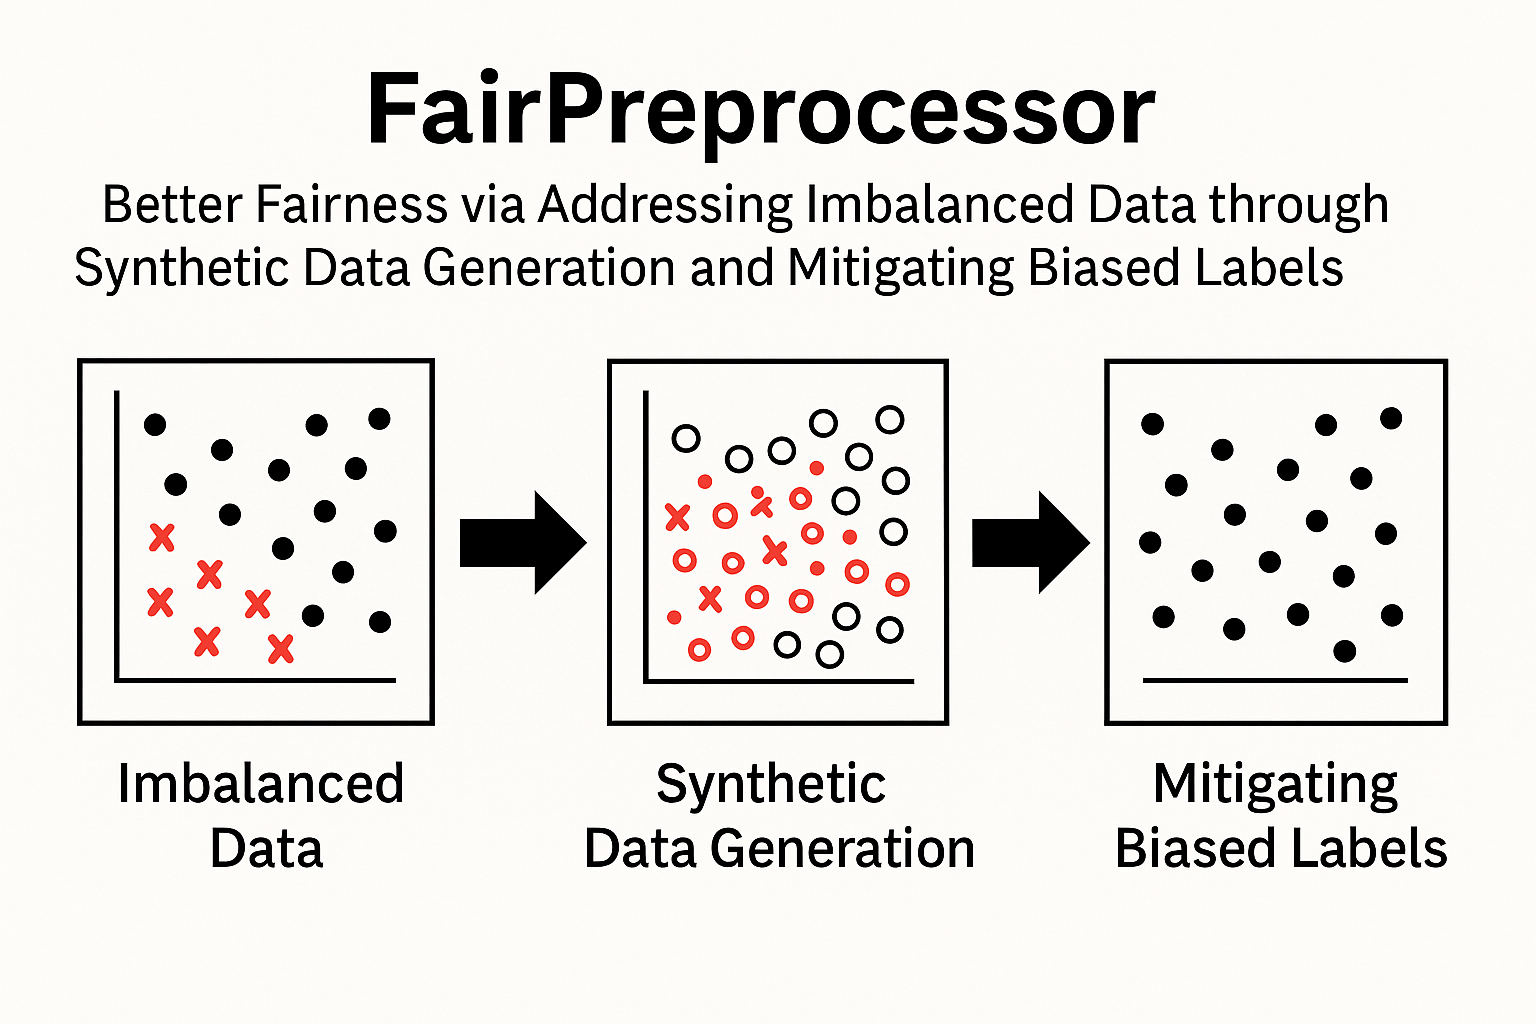 FairPreprocessor
Better Fairness via Addressing Imbalanced Data through
Synthetic Data Generation and Mitigating Biased Labels
Imbalanced
Data
Synthetic
Data Generation
Mitigating
Biased Labels